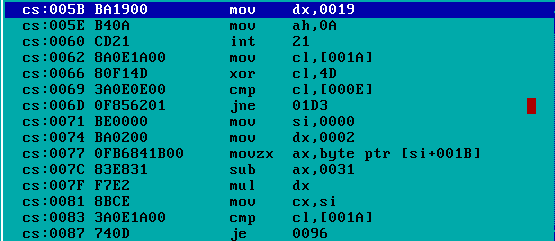 cs:005B BA1900 mov dx,0019
cs:005E B40A mov ah,0A
cs:0060 CD21 int 21
cs:0062 8A0E1A00 mov cl,[001A]
cs:0066 80F14D xor cl,4D
cs:0069 3A0E0E00 cmp cl,[000E]
cs:006D 0F856201 jne 01D3
cs:0071 BE0000 mov si,0000
cs:0074 BA0200 mov dx,0002
cs:0077 0FB6841B00 movzx ax,byte ptr [si+001B]
cs:007C 83E831 sub ax,0031
cs:007F F7E2 mul dx
cs:0081 8BCE mov cx,si
cs:0083 3A0E1A00 cmp cl,[001A]
cs:0087 740D je 0096